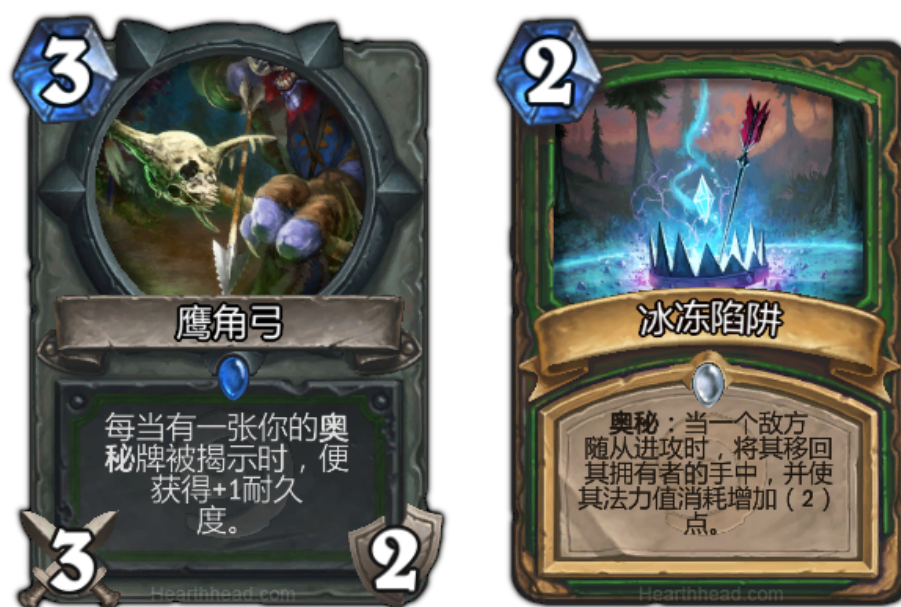 3
鹰角弓
每当有一张你的奥
秘牌被揭示时，便
获得+1耐久
度。
3
2
Hearthhead.com
2
冰冻陷阱
奥秘：当一个敌方
随从进攻时，将其移回
其拥有者的手中，并使
其法力值消耗增加（2）
点。
Hearthhead.com